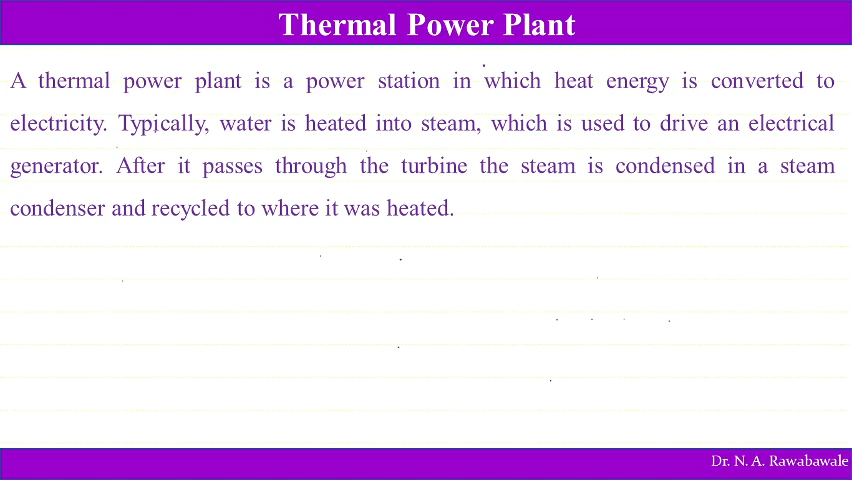 Thermal Power Plant
A thermal power plant is a power station in which heat energy is converted to
electricity. Typically, water is heated into steam, which is used to drive an electrical
generator. After it passes through the turbine the steam is condensed in a steam
condenser and recycled to where it was heated.
Dr. N. A. Rawabawale